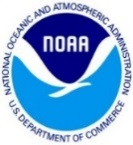 NATIONAL OCEANIC AND ATMOSPHERIC ADMINISTRATION
NOAA
U.S. DEPARTMENT OF COMMERCE